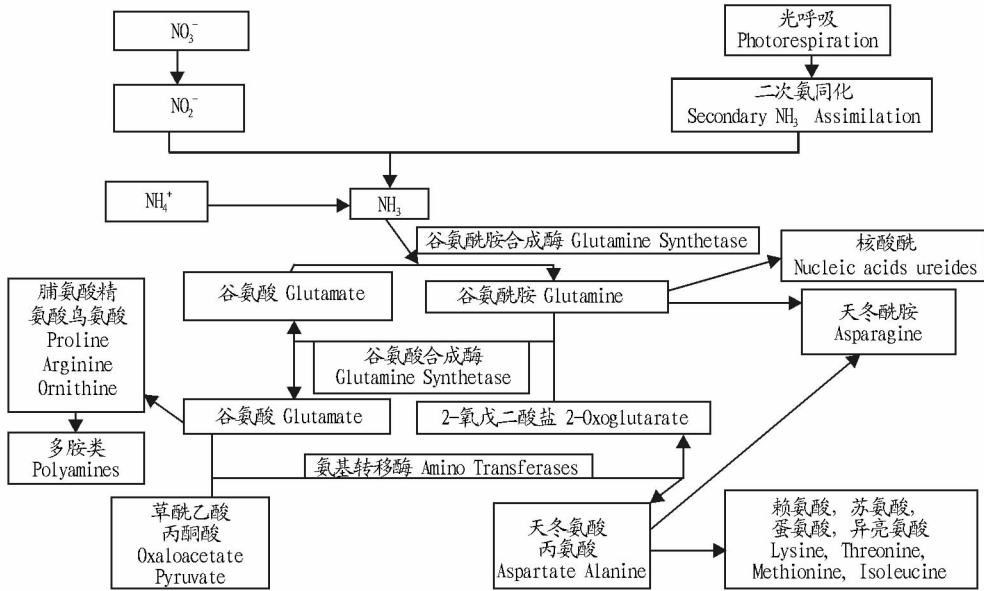 NO₃⁻
光呼吸
Photorespiration
NO₂⁻
二次氨同化
Secondary NH₃ Assimilation
NH₄⁺
NH₃
谷氨酰胺合成酶 Glutamine Synthetase
核酸酰
Nucleic acids ureides
谷氨酸 Glutamate
谷氨酰胺 Glutamine
脯氨酸精
氨酸鸟氨酸
Proline
Arginine
Ornithine
天冬酰胺
Asparagine
谷氨酸合成酶
Glutamine Synthetase
谷氨酸 Glutamate
2-氧戊二酸盐 2-Oxoglutarate
多胺类
Polyamines
氨基转移酶 Amino Transferases
草酰乙酸
丙酮酸
Oxaloacetate
Pyruvate
天冬氨酸
丙氨酸
Aspartate Alanine
赖氨酸, 苏氨酸,
蛋氨酸, 异亮氨酸
Lysine, Threonine,
Methionine, Isoleucine